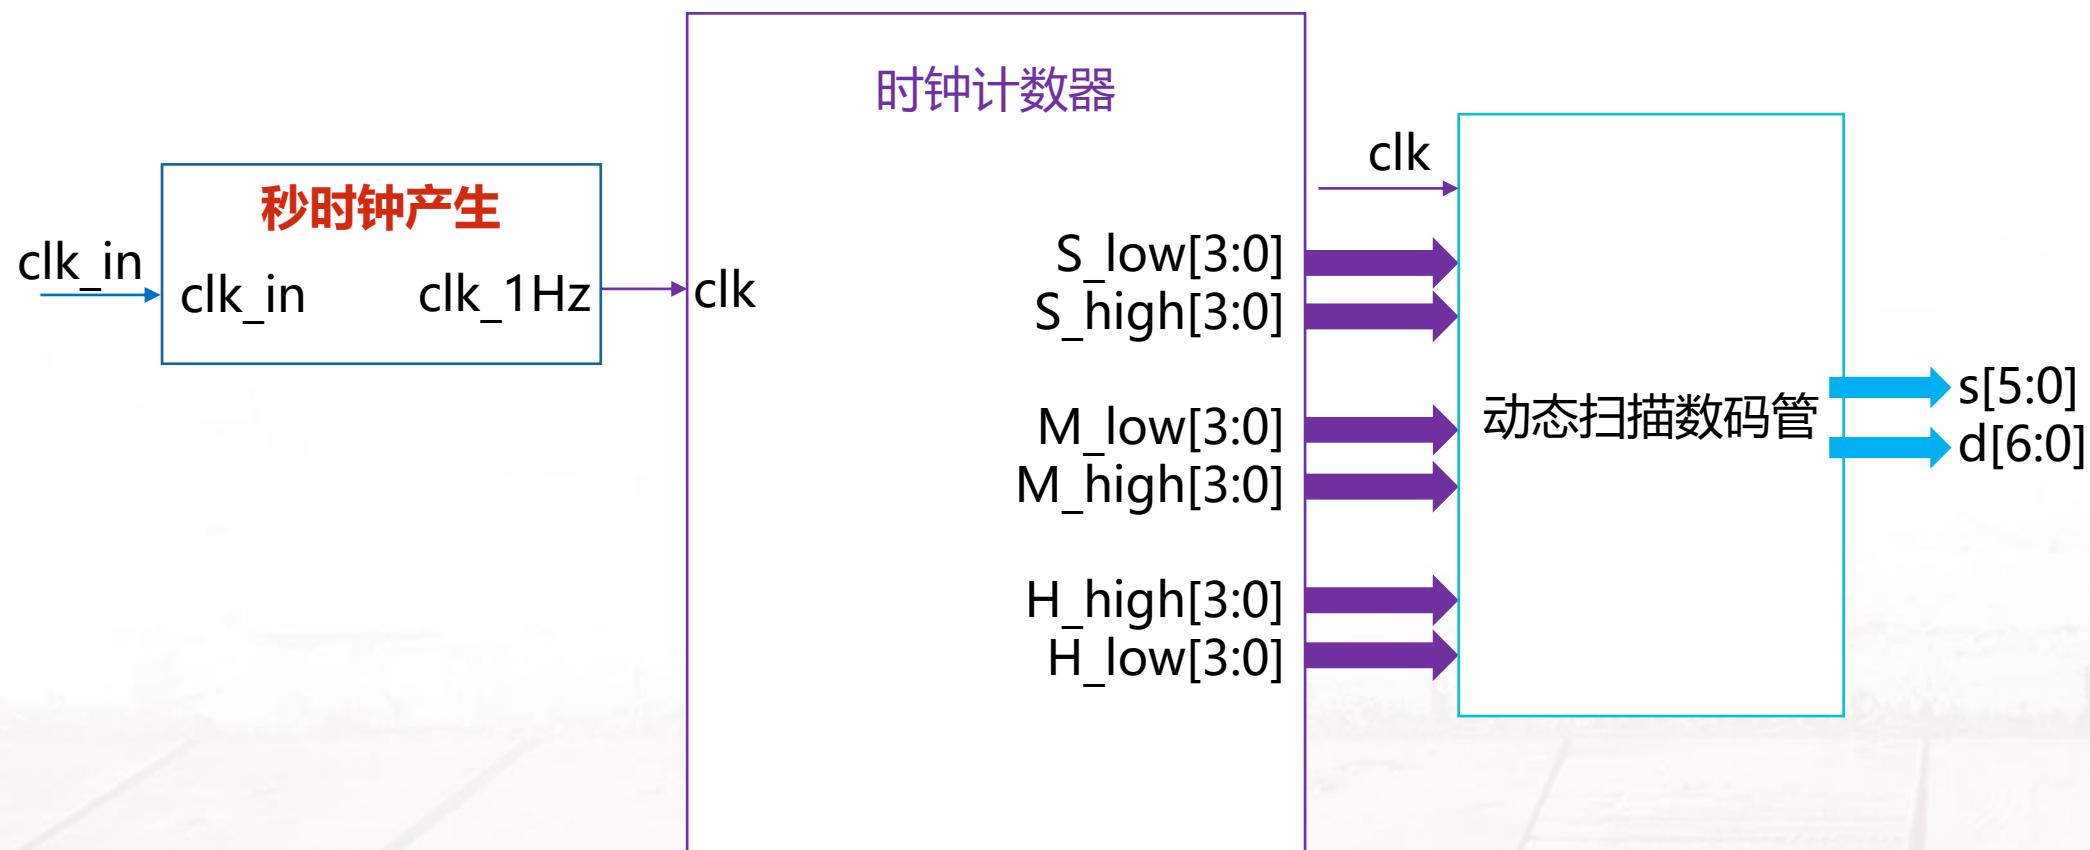 时钟计数器
秒时钟产生
clk_in
clk_in
clk_1Hz
clk
clk
S_low[3:0]
S_high[3:0]
M_low[3:0]
M_high[3:0]
H_high[3:0]
H_low[3:0]
动态扫描数码管
s[5:0]
d[6:0]